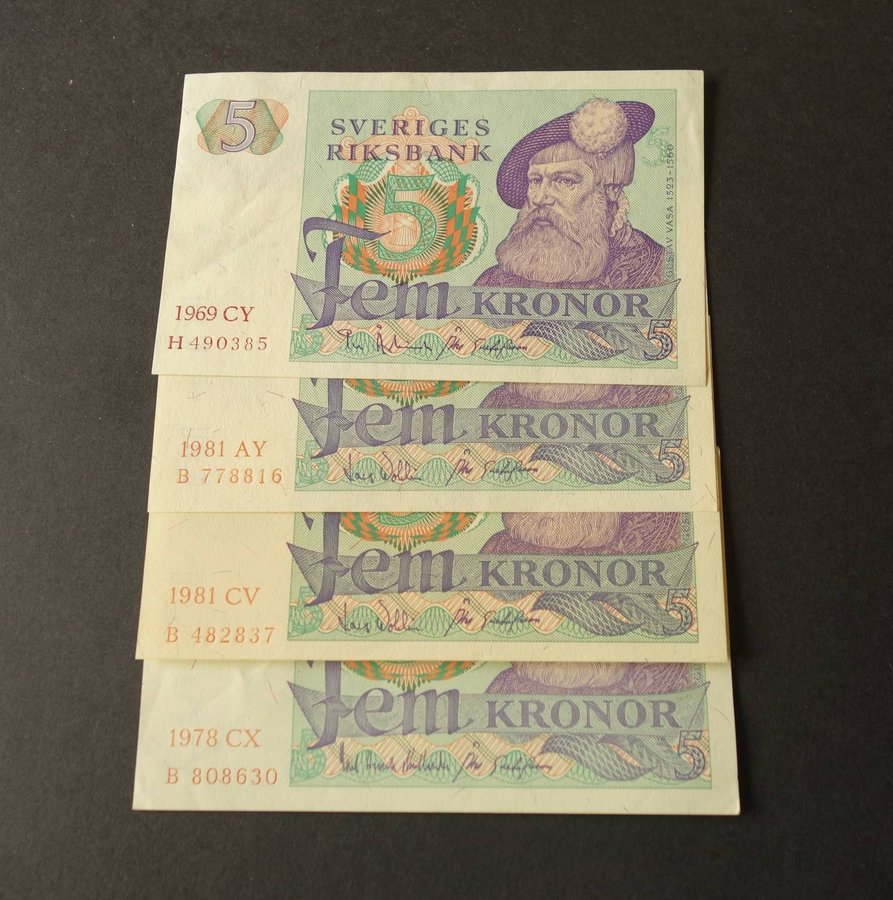 5
SVERIGES
RIKSBANK
5
5
GUSTAV VASA 1523-1560
fem KRONOR
1969 CY
H 490385
5
fem KRONOR
1981 AY
B 778816
5
fem KRONOR
1981 CV
B 482837
5
fem KRONOR
1978 CX
B 808630
5